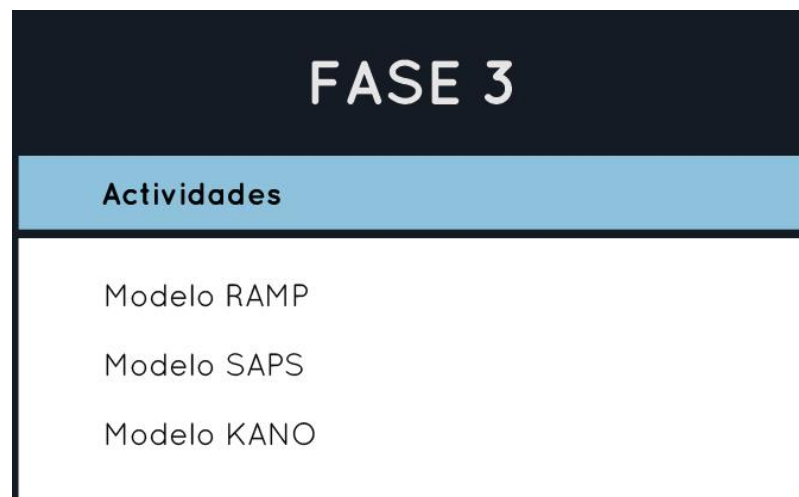 FASE 3
Actividades
Modelo RAMP
Modelo SAPS
Modelo KANO